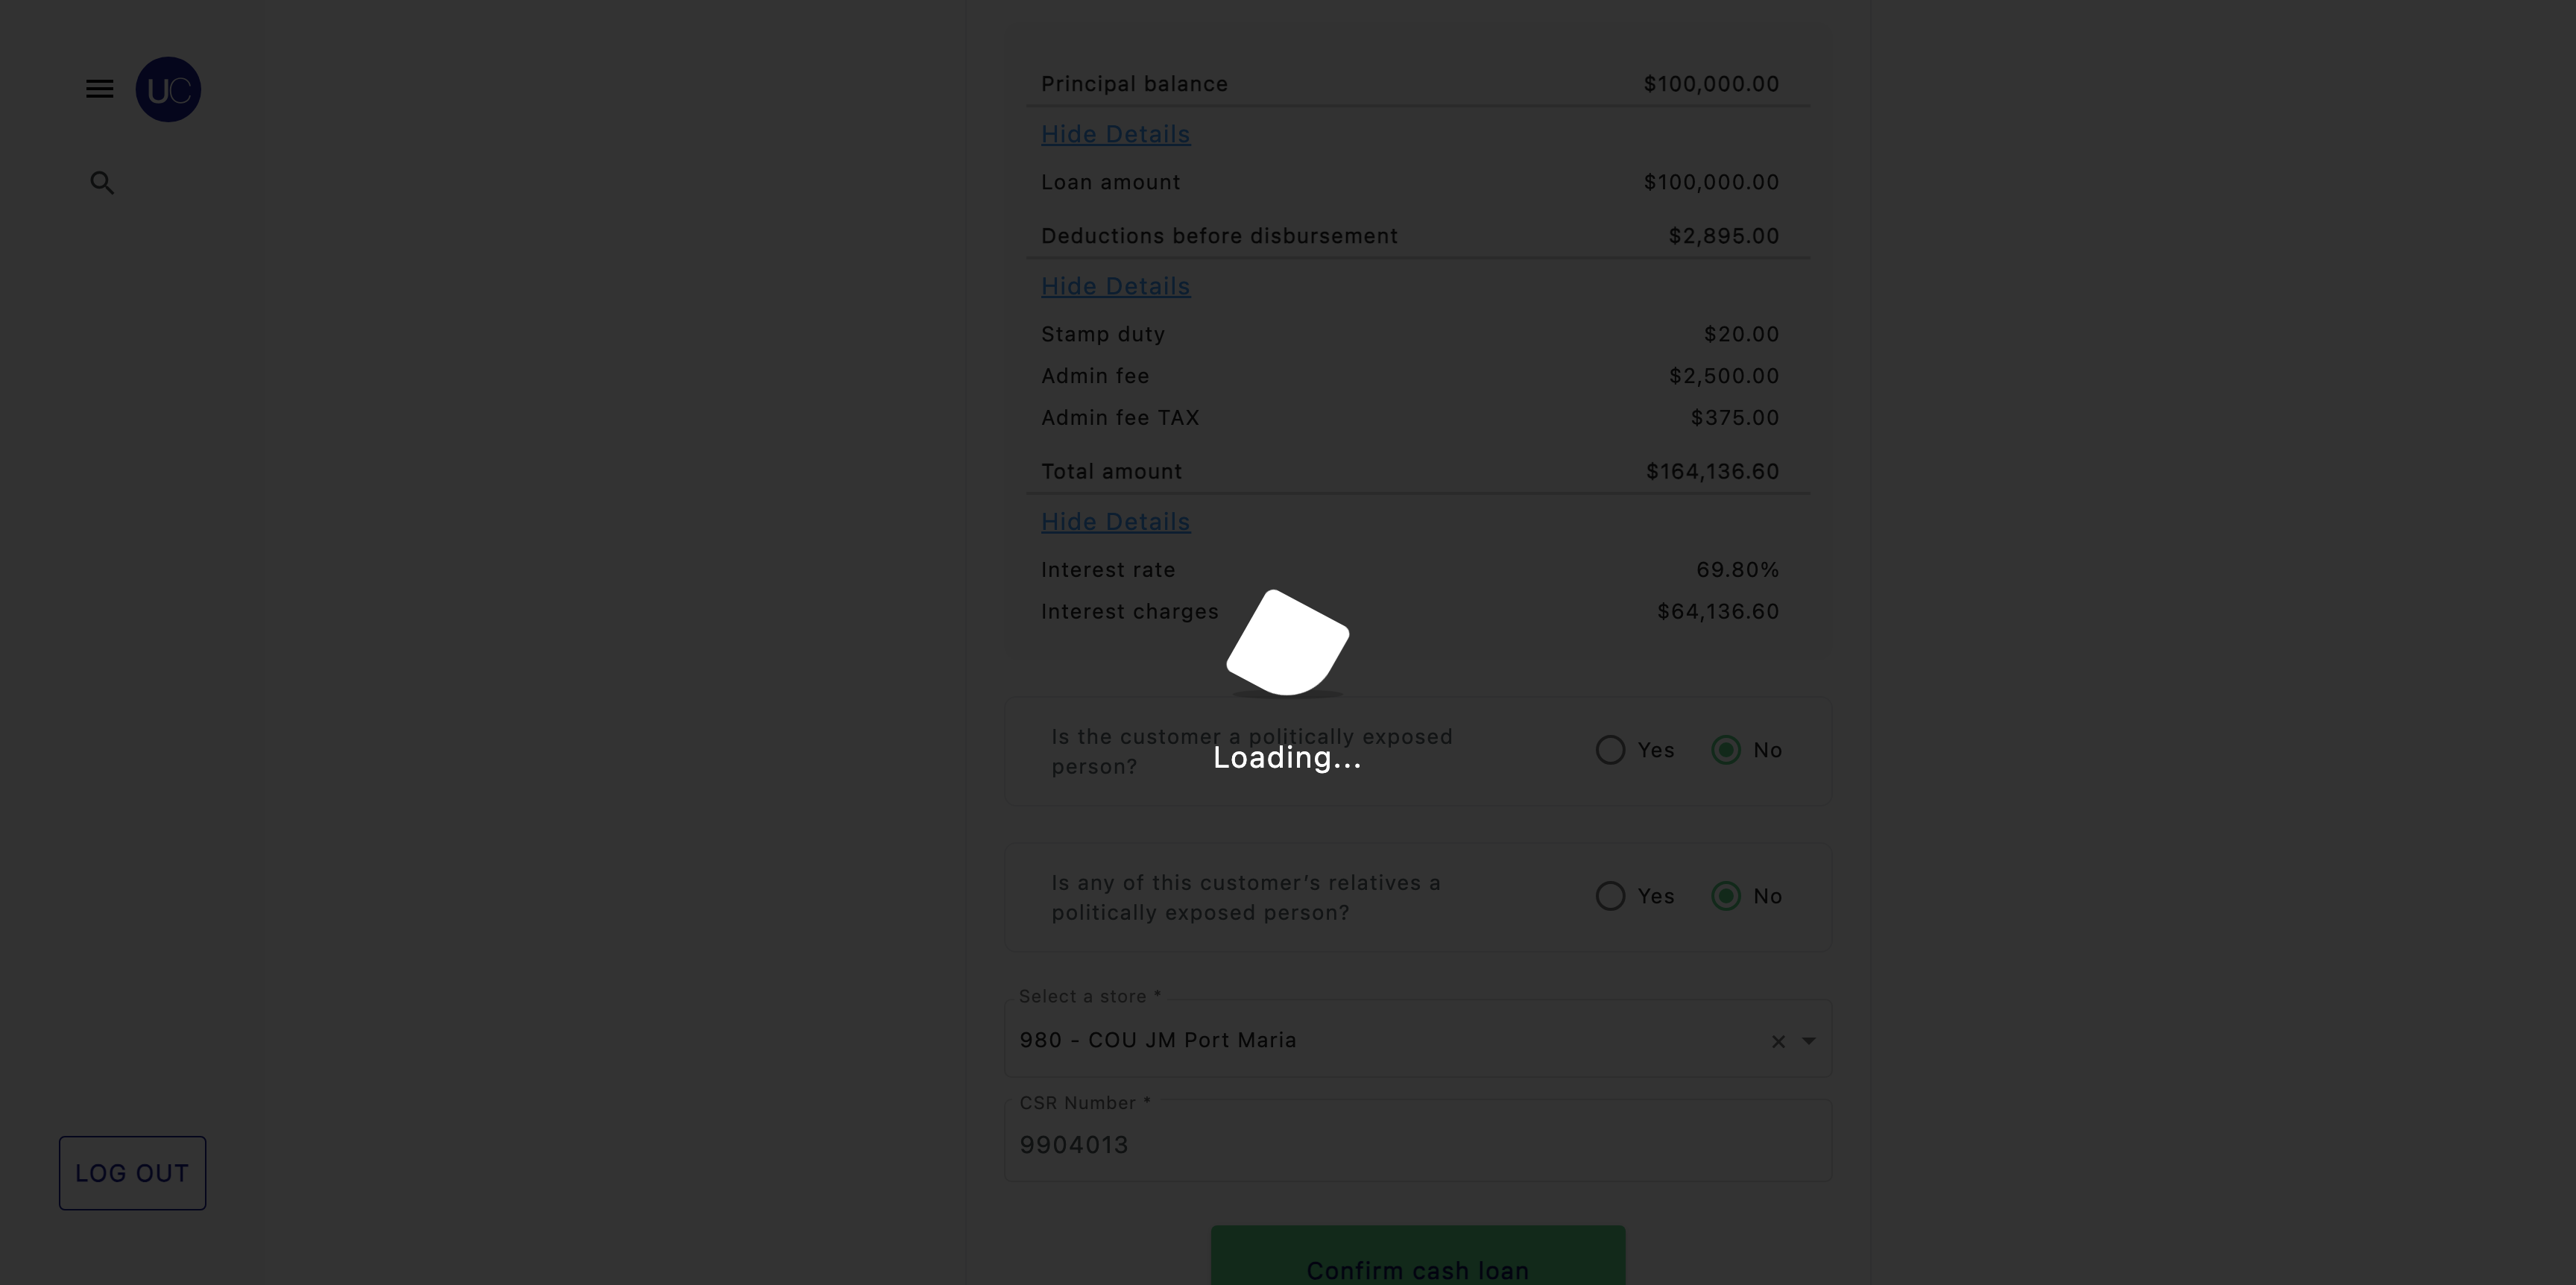 UC
Principal balance $100,000.00
Hide Details
Loan amount $100,000.00
Deductions before disbursement $2,895.00
Hide Details
Stamp duty $20.00
Admin fee $2,500.00
Admin fee TAX $375.00
Total amount $164,136.60
Hide Details
Interest rate 69.80%
Interest charges $64,136.60
Is the customer a politically exposed
person?
Yes No
Loading...
Is any of this customer’s relatives a
politically exposed person?
Yes No
Select a store *
980 - COU JM Port Maria
CSR Number *
9904013
LOG OUT
Confirm cash loan